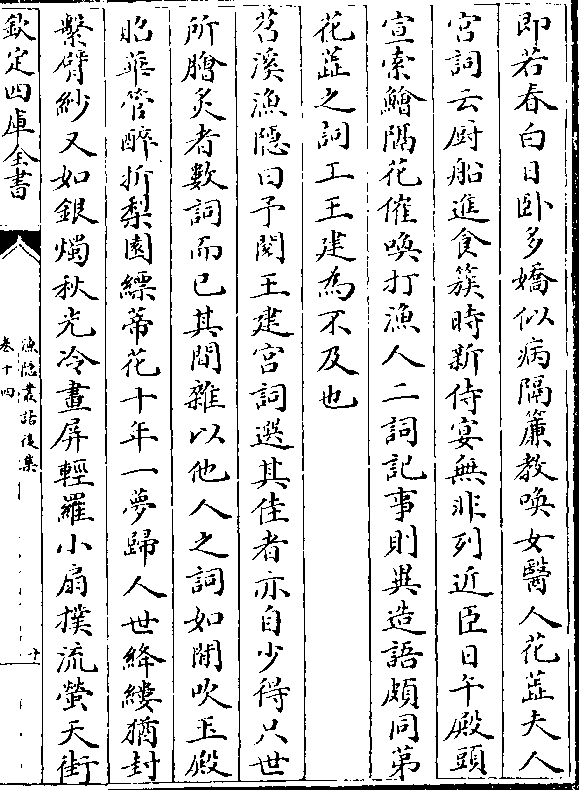 即若春白日卧多嬌似病隔簾教喚女醫人花蕊夫人
宮詞云厨船進食簇時新侍宴無非列近臣日午殿頭
宣索鱠隔花催喚打漁人二詞記事則異造語頗同第
花蕊之詞工王建為不及也
苕溪漁隱曰予閱王建宮詞選其佳者亦自少得只世
所膾炙者數詞而已其間雜以他人之詞如閒吹玉殿
昭華管醉折梨園縹蒂花十年一夢歸人世絳縷猶封
繫臂紗又如銀燭秋光冷畫屏輕羅小扇撲流螢天街
欽定四庫全書
漁隱叢話後集
卷十四
十